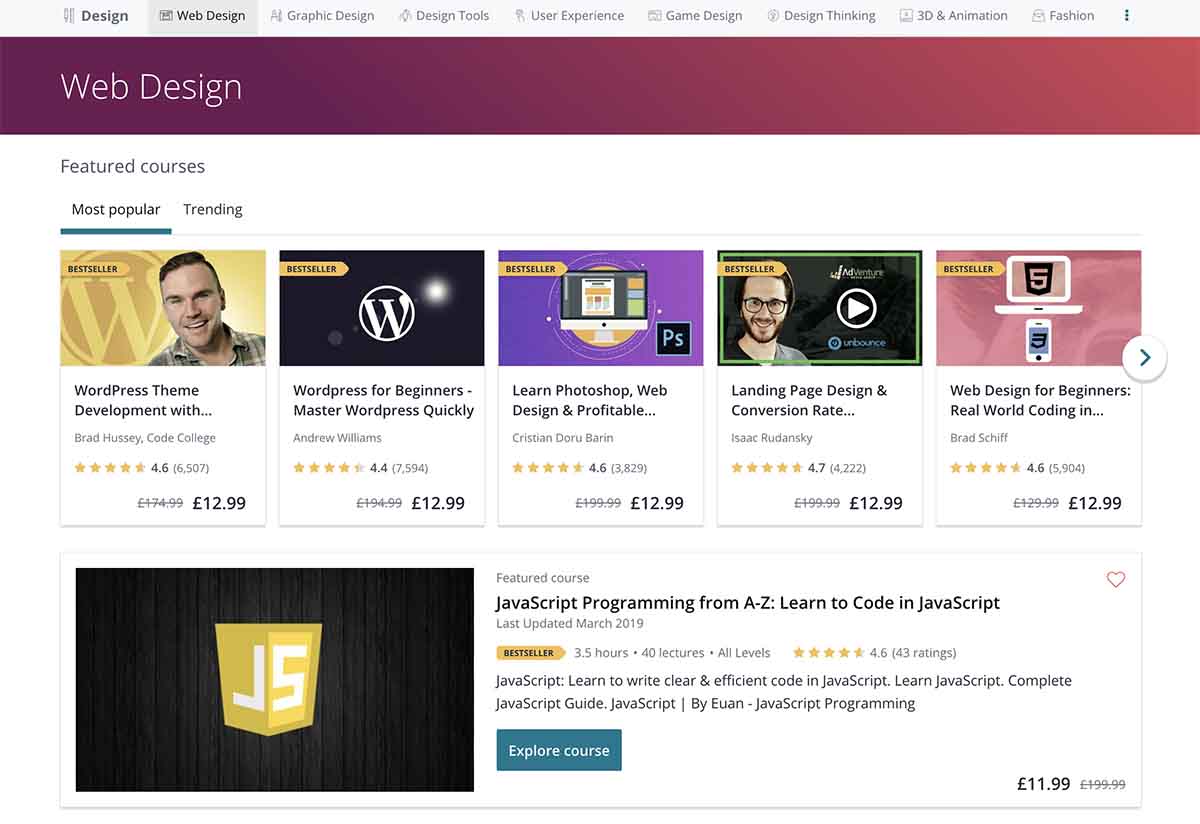 Design
Web Design
Graphic Design
Design Tools
User Experience
Game Design
Design Thinking
3D & Animation
Fashion
Web Design
Featured courses
Most popular
Trending
BESTSELLER
WordPress Theme
Development with...
Brad Hussey, Code College
4.6 (6,507)
£174.99 £12.99
BESTSELLER
Wordpress for Beginners -
Master Wordpress Quickly
Andrew Williams
4.4 (7,594)
£194.99 £12.99
BESTSELLER
Ps
Learn Photoshop, Web
Design & Profitable...
Cristian Doru Barin
4.6 (3,829)
£199.99 £12.99
BESTSELLER
AdVenture
unbounce
Landing Page Design &
Conversion Rate...
Isaac Rudansky
4.7 (4,222)
£199.99 £12.99
BESTSELLER
Web Design for Beginners:
Real World Coding in...
Brad Schiff
4.6 (5,904)
£129.99 £12.99
JS
Featured course
JavaScript Programming from A-Z: Learn to Code in JavaScript
Last Updated March 2019
BESTSELLER 3.5 hours • 40 lectures • All Levels 4.6 (43 ratings)
JavaScript: Learn to write clear & efficient code in JavaScript. Learn JavaScript. Complete
JavaScript Guide. JavaScript | By Euan - JavaScript Programming
Explore course
£11.99 £199.99